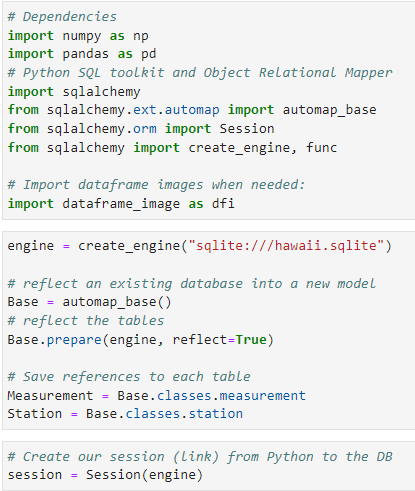 # Dependencies
import numpy as np
import pandas as pd
# Python SQL toolkit and Object Relational Mapper
import sqlalchemy
from sqlalchemy.ext.automap import automap_base
from sqlalchemy.orm import Session
from sqlalchemy import create_engine, func
# Import dataframe images when needed:
import dataframe_image as dfi
engine = create_engine("sqlite:///hawaii.sqlite")
# reflect an existing database into a new model
Base = automap_base()
# reflect the tables
Base.prepare(engine, reflect=True)
# Save references to each table
Measurement = Base.classes.measurement
Station = Base.classes.station
# Create our session (link) from Python to the DB
session = Session(engine)